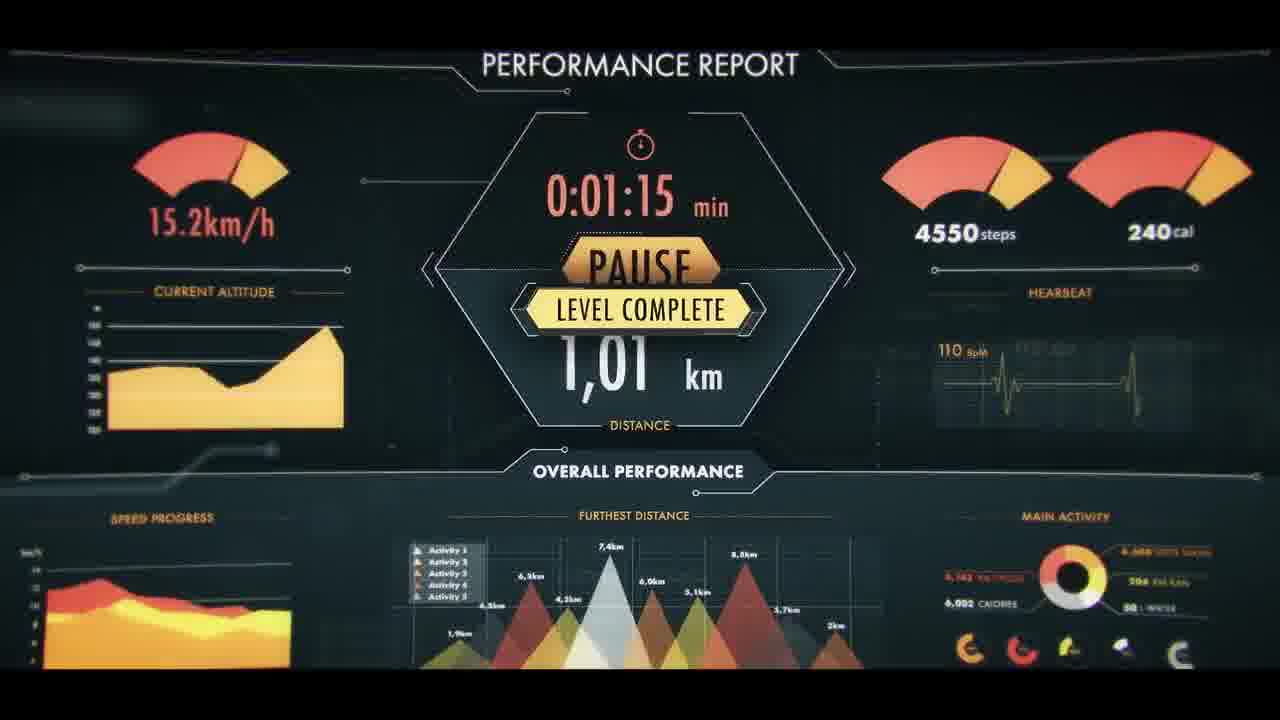 PERFORMANCE REPORT
0:01:15 min
15.2km/h
4550 steps
240 cal
PAUSE
CURRENT ALTITUDE
HEARBEAT
LEVEL COMPLETE
110 BpM
1,01 km
DISTANCE
OVERALL PERFORMANCE
SPEED PROGRESS
FURTHEST DISTANCE
MAIN ACTIVITY
Activity 1
Activity 2
Activity 3
Activity 4
Activity 5
7,4km
8,8km
6,3km
6,0km
5,1km
4,2km
4,8km
5,7km
1,9km
2km
6,002 CALORIES